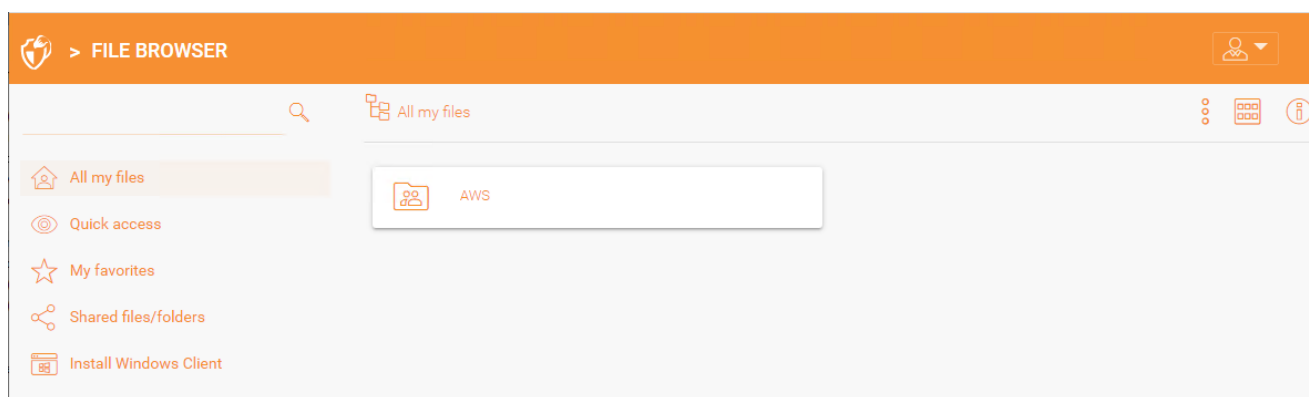 > FILE BROWSER
All my files
All my files
AWS
Quick access
My favorites
Shared files/folders
Install Windows Client